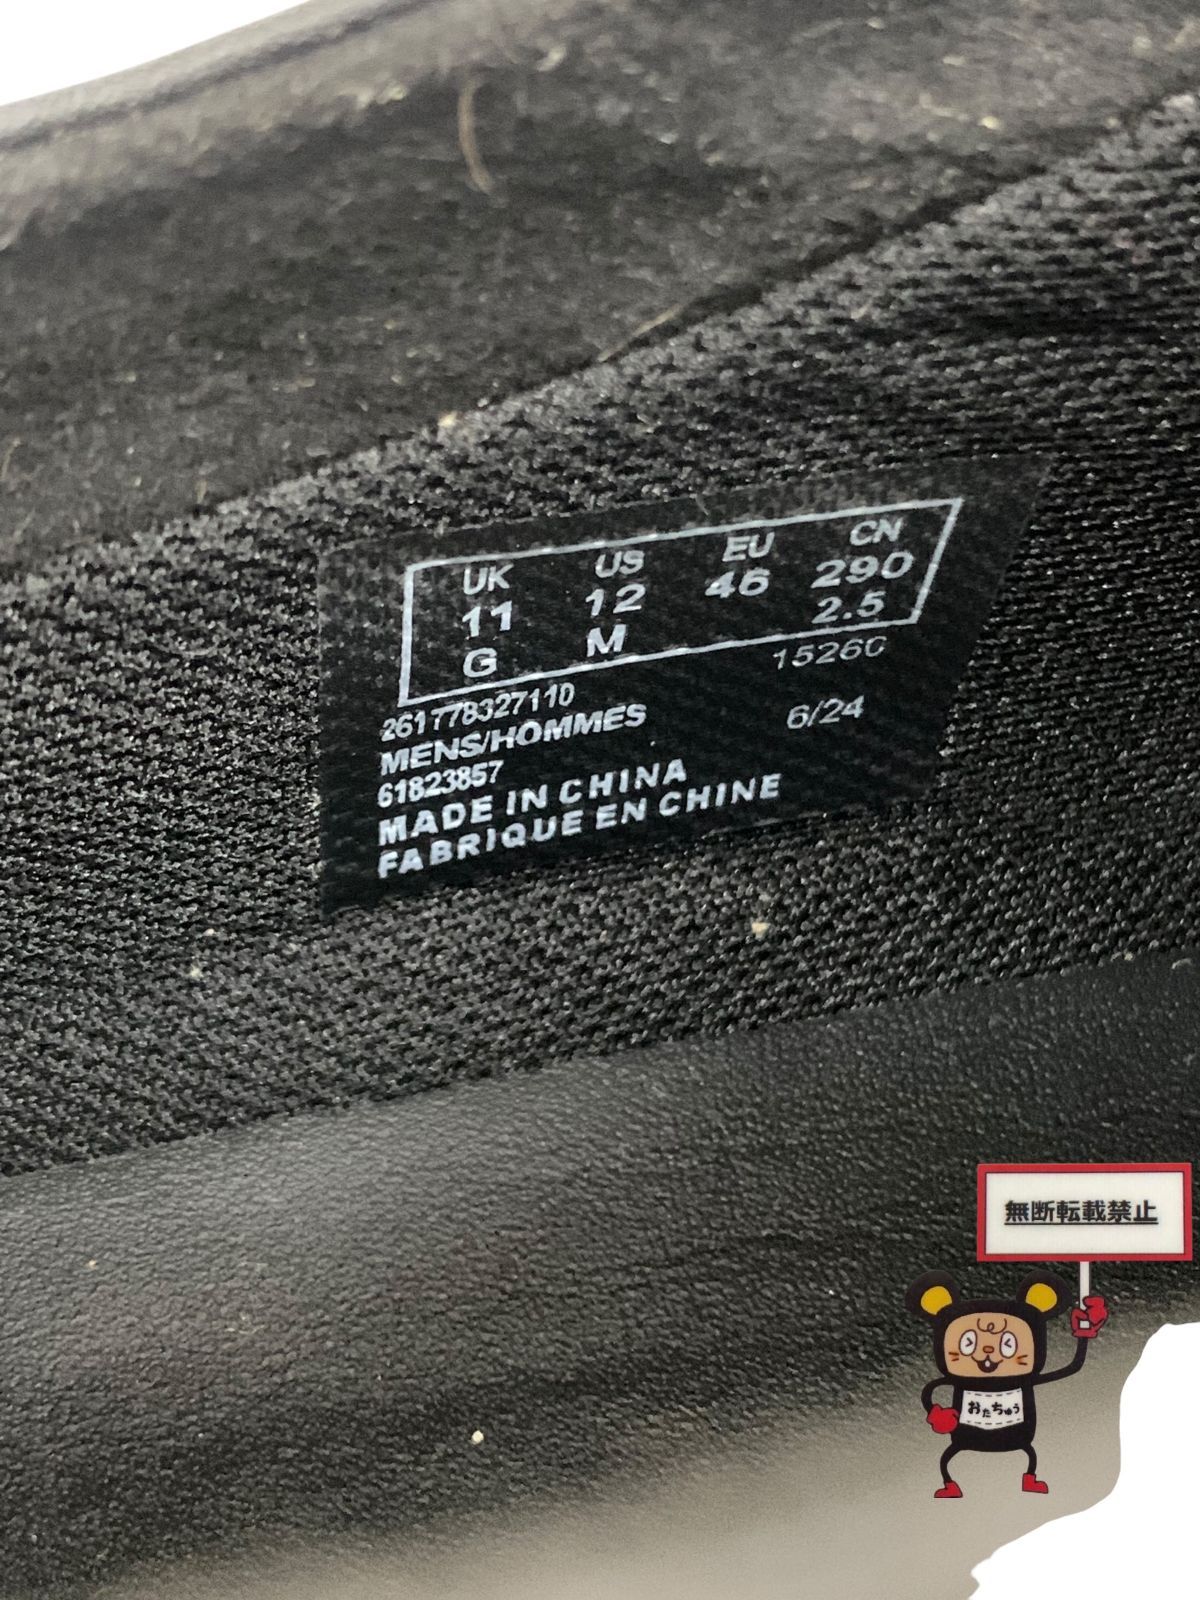 UK US EU CN
11 12 46 290
G M 2.5
261778327110 15260
MENS/HOMMES 6/24
61823857
MADE IN CHINA
FABRIQUE EN CHINE
無断転載禁止
おたちゅう